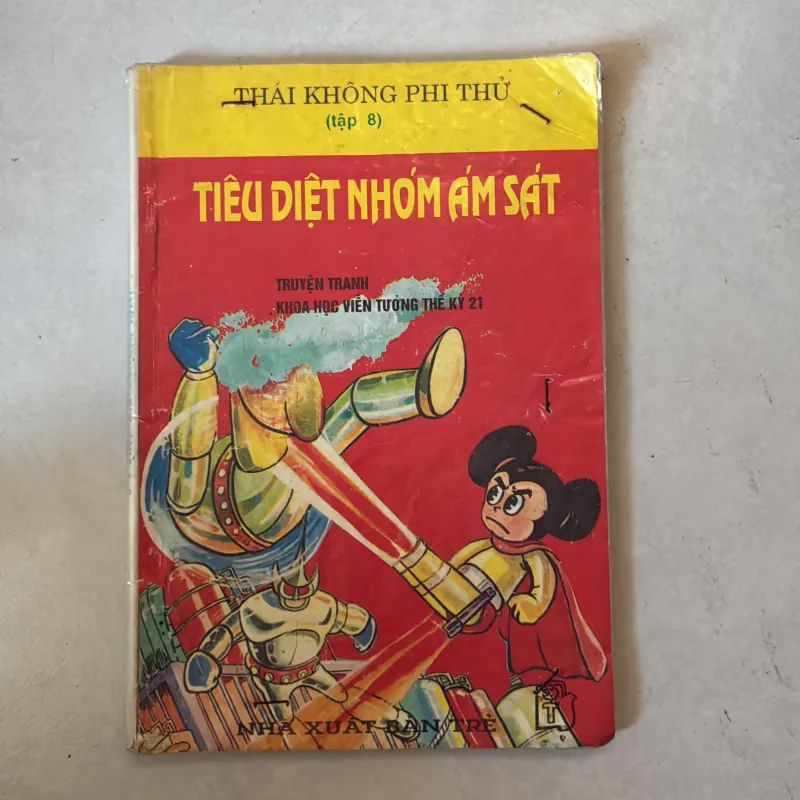 THÁI KHÔNG PHI THỬ
(tập 8)
TIÊU DIỆT NHÓM ÁM SÁT
TRUYỆN TRANH
KHOA HỌC VIỄN TƯỞNG THẾ KỶ 21
NHÀ XUẤT BẢN TRẺ
T